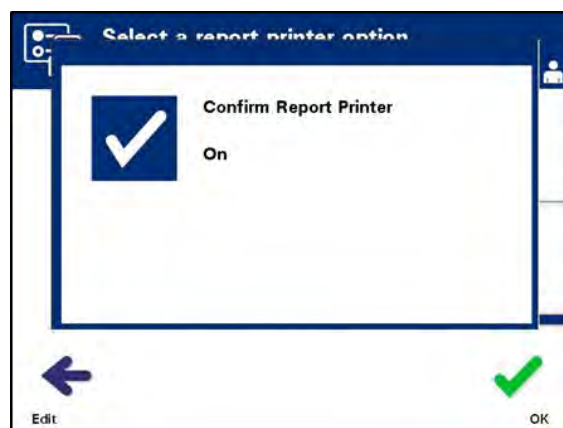 Select a report printer option
Confirm Report Printer
On
Edit
OK